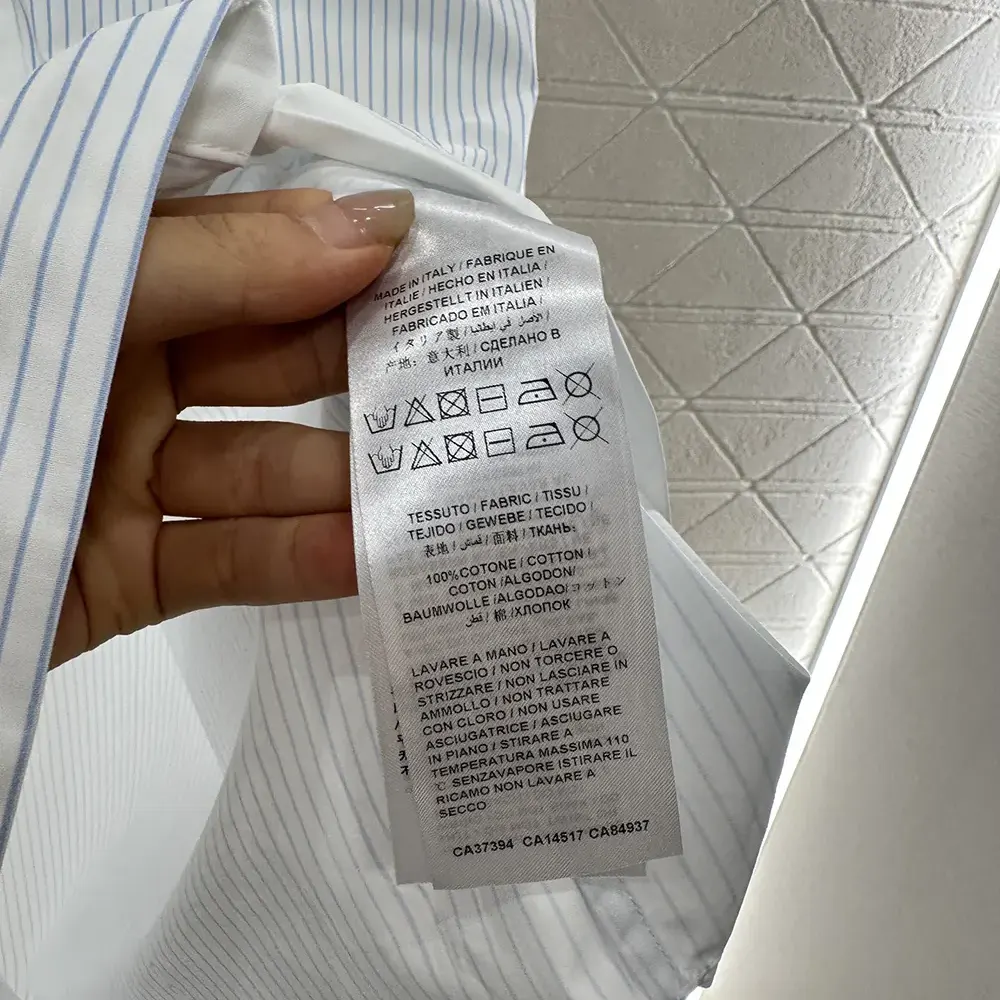 MADE IN ITALY / FABRIQUE EN
ITALIE / HECHO EN ITALIA /
HERGESTELLT IN ITALIEN /
FABRICADO EM ITALIA /
イタリア製 / الأصل في إيطاليا /
产地: 意大利 / СДЕЛАНО В
ИТАЛИИ
TESSUTO / FABRIC / TISSU /
TEJIDO / GEWEBE / TECIDO /
表地 / قماش / 面料 / ТКАНЬ:
100%COTONE / COTTON /
COTON /ALGODON/
BAUMWOLLE /ALGODAO/ コットン
/ قطن / 棉 /ХЛОПОК
LAVARE A MANO / LAVARE A
ROVESCIO / NON TORCERE O
STRIZZARE / NON LASCIARE IN
AMMOLLO / NON TRATTARE
CON CLORO / NON USARE
ASCIUGATRICE / ASCIUGARE
IN PIANO / STIRARE A
TEMPERATURA MASSIMA 110
℃ SENZAVAPORE ISTIRARE IL
RICAMO NON LAVARE A
SECCO
CA37394 CA14517 CA84937